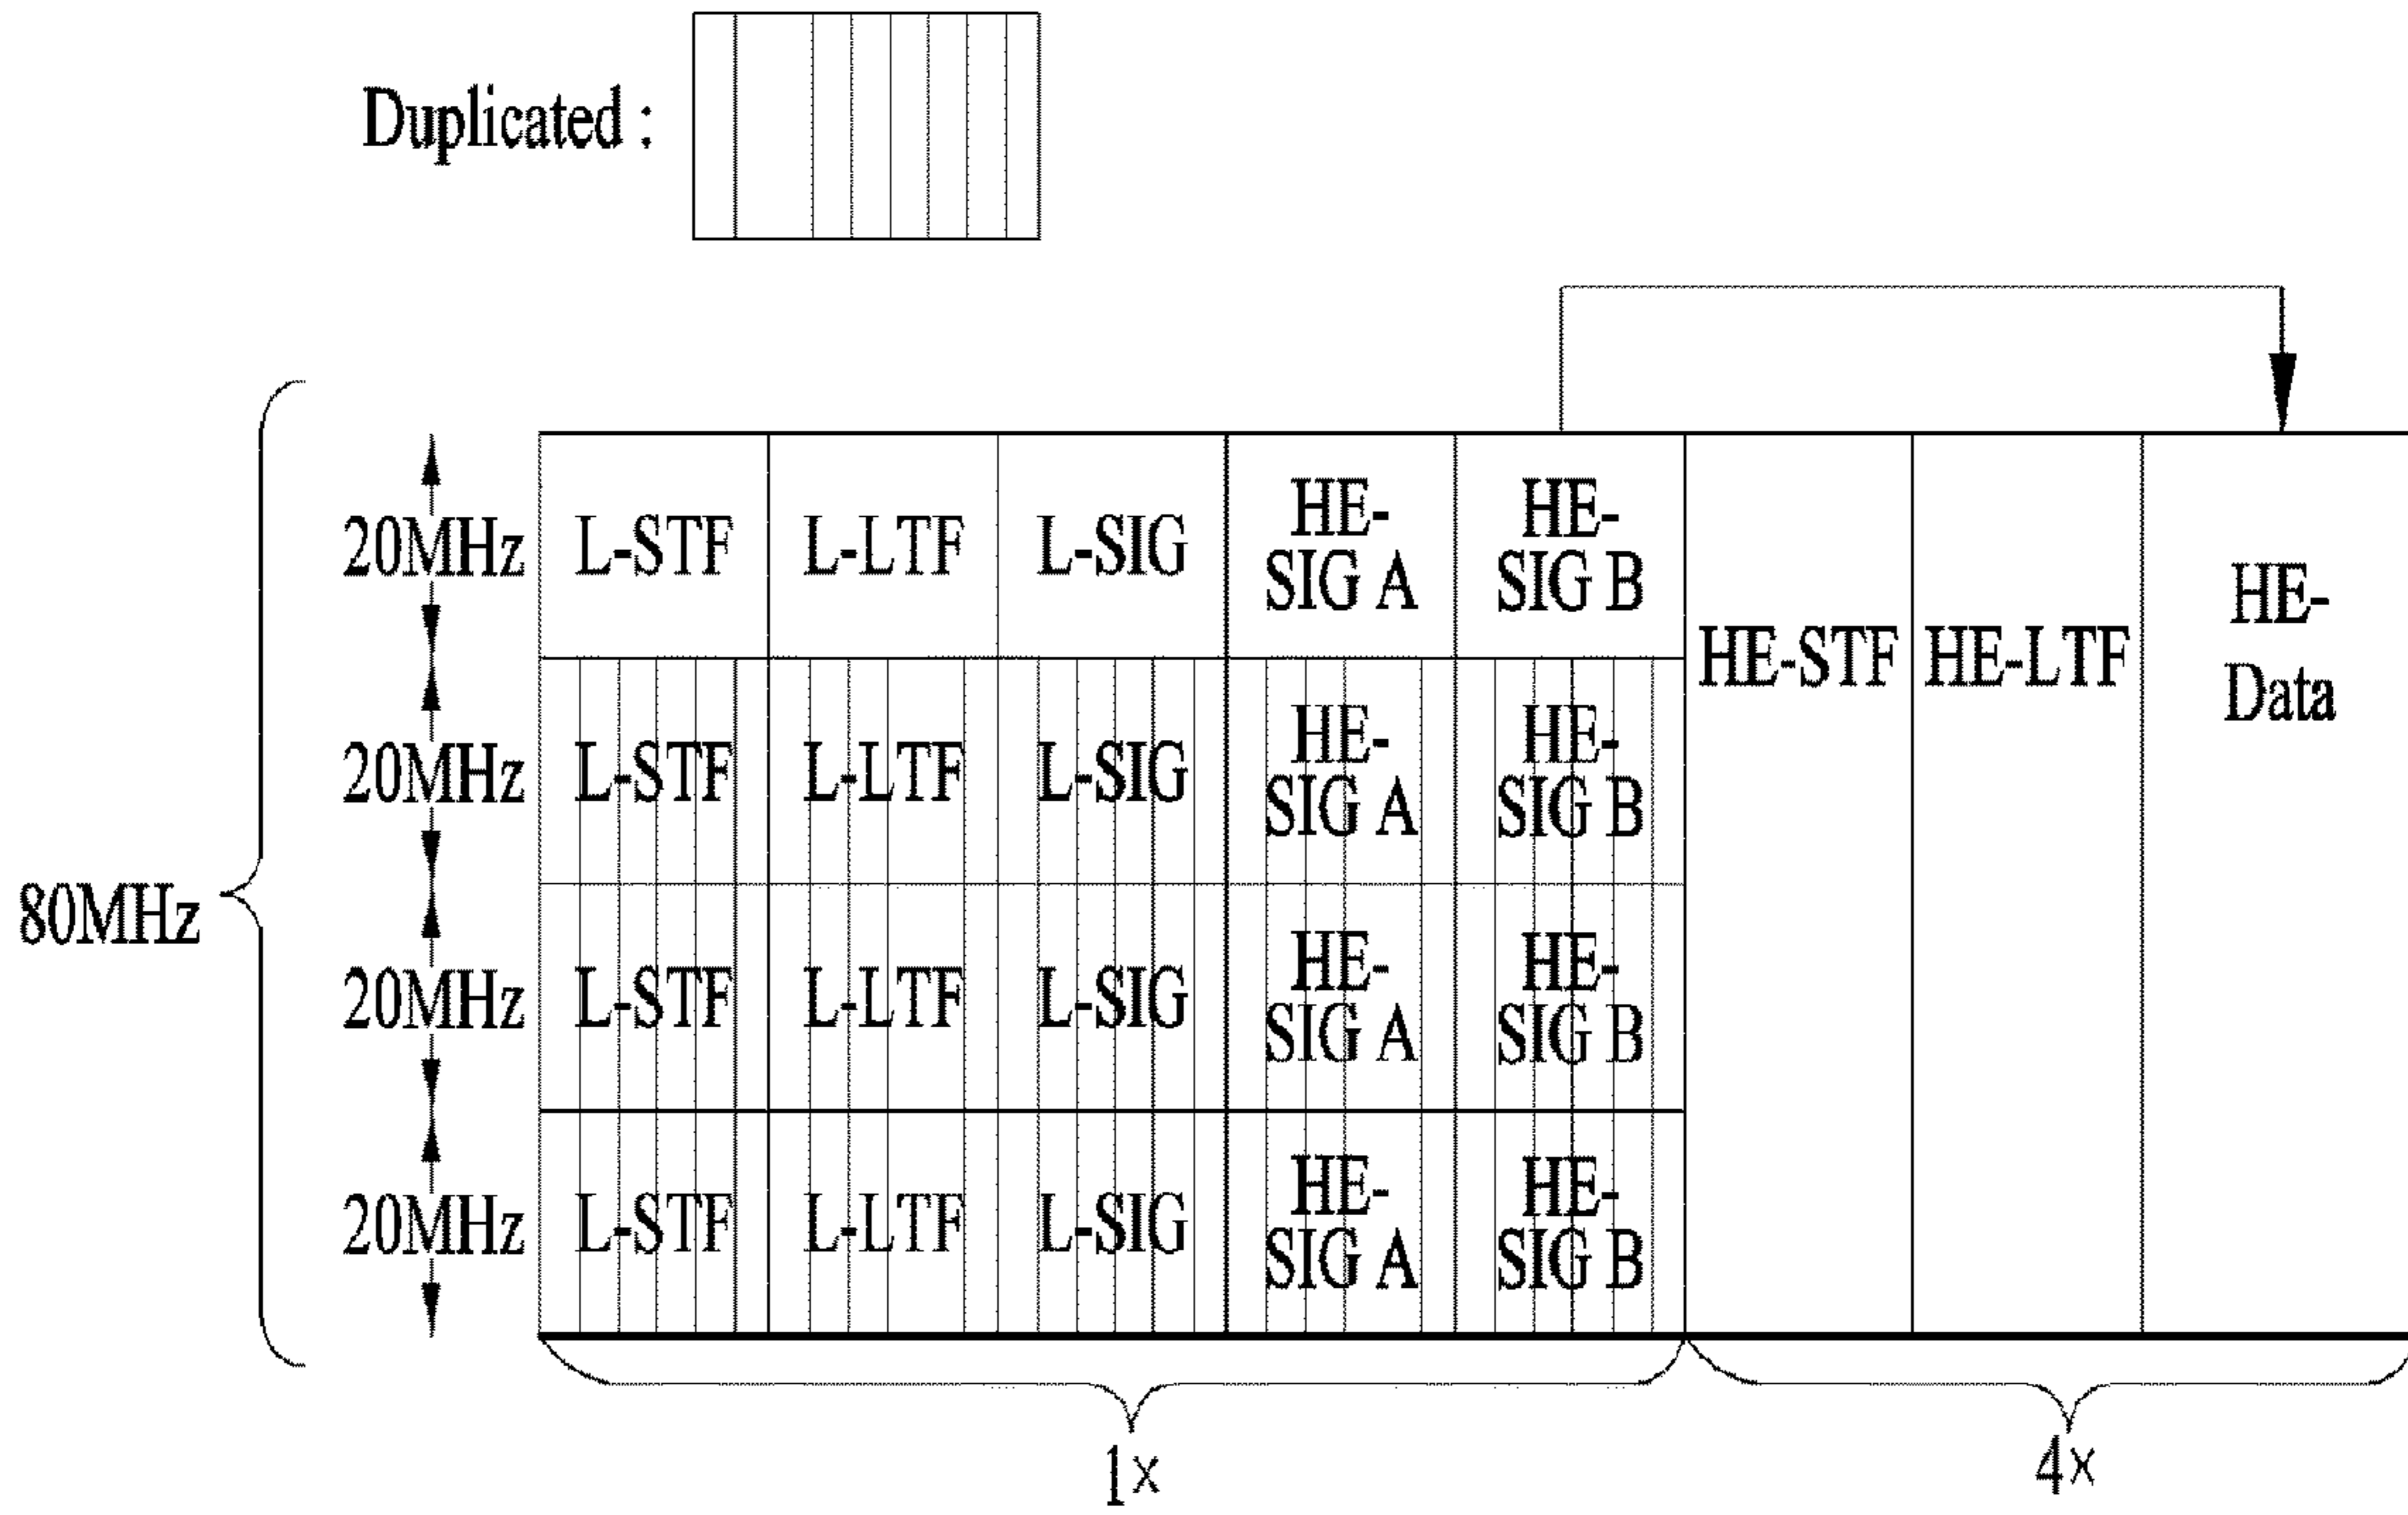 Duplicated :
80MHz
20MHz L-STF L-LTF L-SIG HE-SIG A HE-SIG B
20MHz L-STF L-LTF L-SIG HE-SIG A HE-SIG B
20MHz L-STF L-LTF L-SIG HE-SIG A HE-SIG B
20MHz L-STF L-LTF L-SIG HE-SIG A HE-SIG B
HE-STF HE-LTF HE-Data
1× 4×